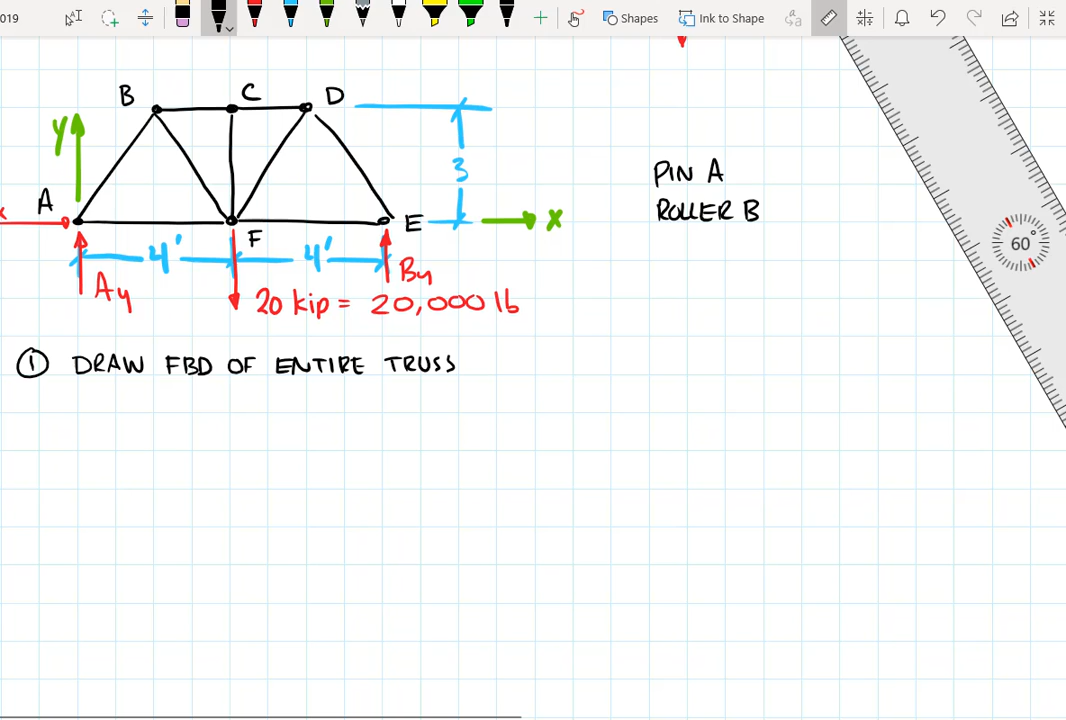 019
Shapes
Ink to Shape
B
C
D
Y
3
PIN A
A
ROLLER B
x
E
X
F
60°
4'
4'
By
Ay
20 kip = 20,000 lb
① DRAW FBD OF ENTIRE TRUSS